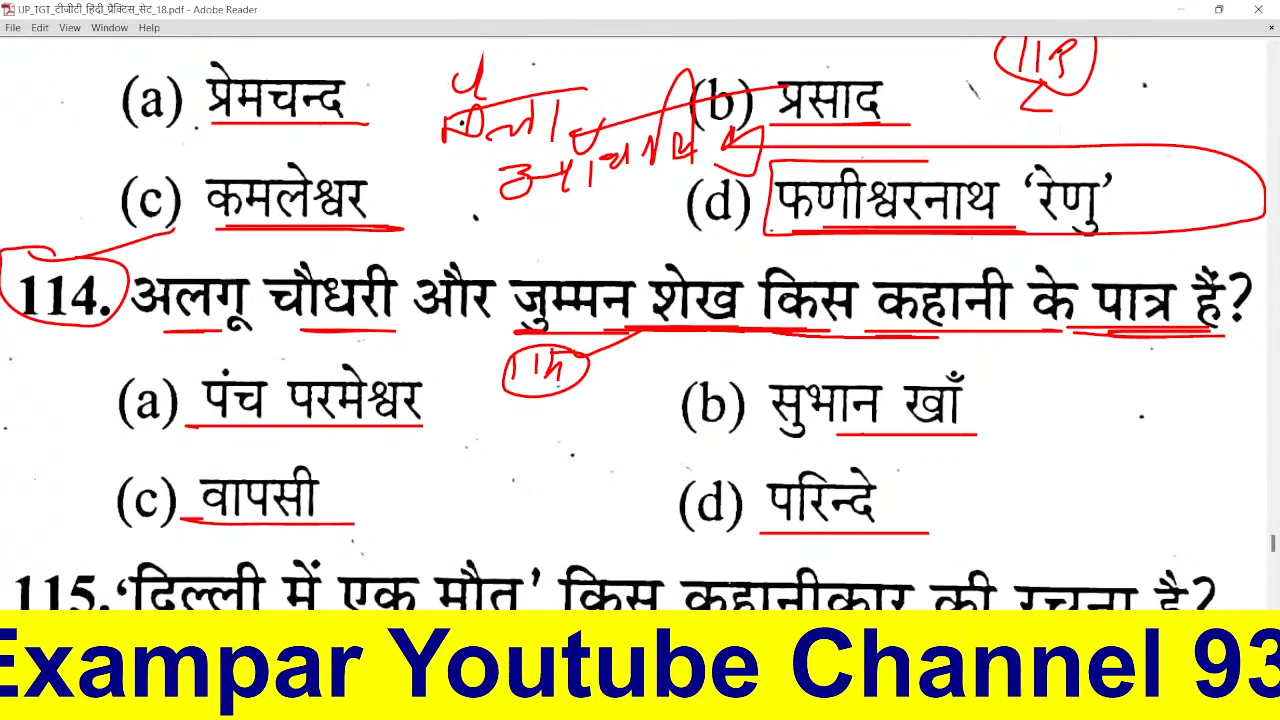 UP_TGT_टीजीटी_हिंदी_प्रैक्टिस_सेट_18.pdf - Adobe Reader
File Edit View Window Help
(a) प्रेमचन्द (b) प्रसाद
(c) कमलेश्वर (d) फणीश्वरनाथ ‘रेणु’
114. अलगू चौधरी और जुम्मन शेख किस कहानी के पात्र हैं?
(a) पंच परमेश्वर (b) सुभान खाँ
(c) वापसी (d) परिन्दे
115. ‘दिल्ली में एक मौत’ किस कहानीकार की रचना है?
Exampar Youtube Channel 93